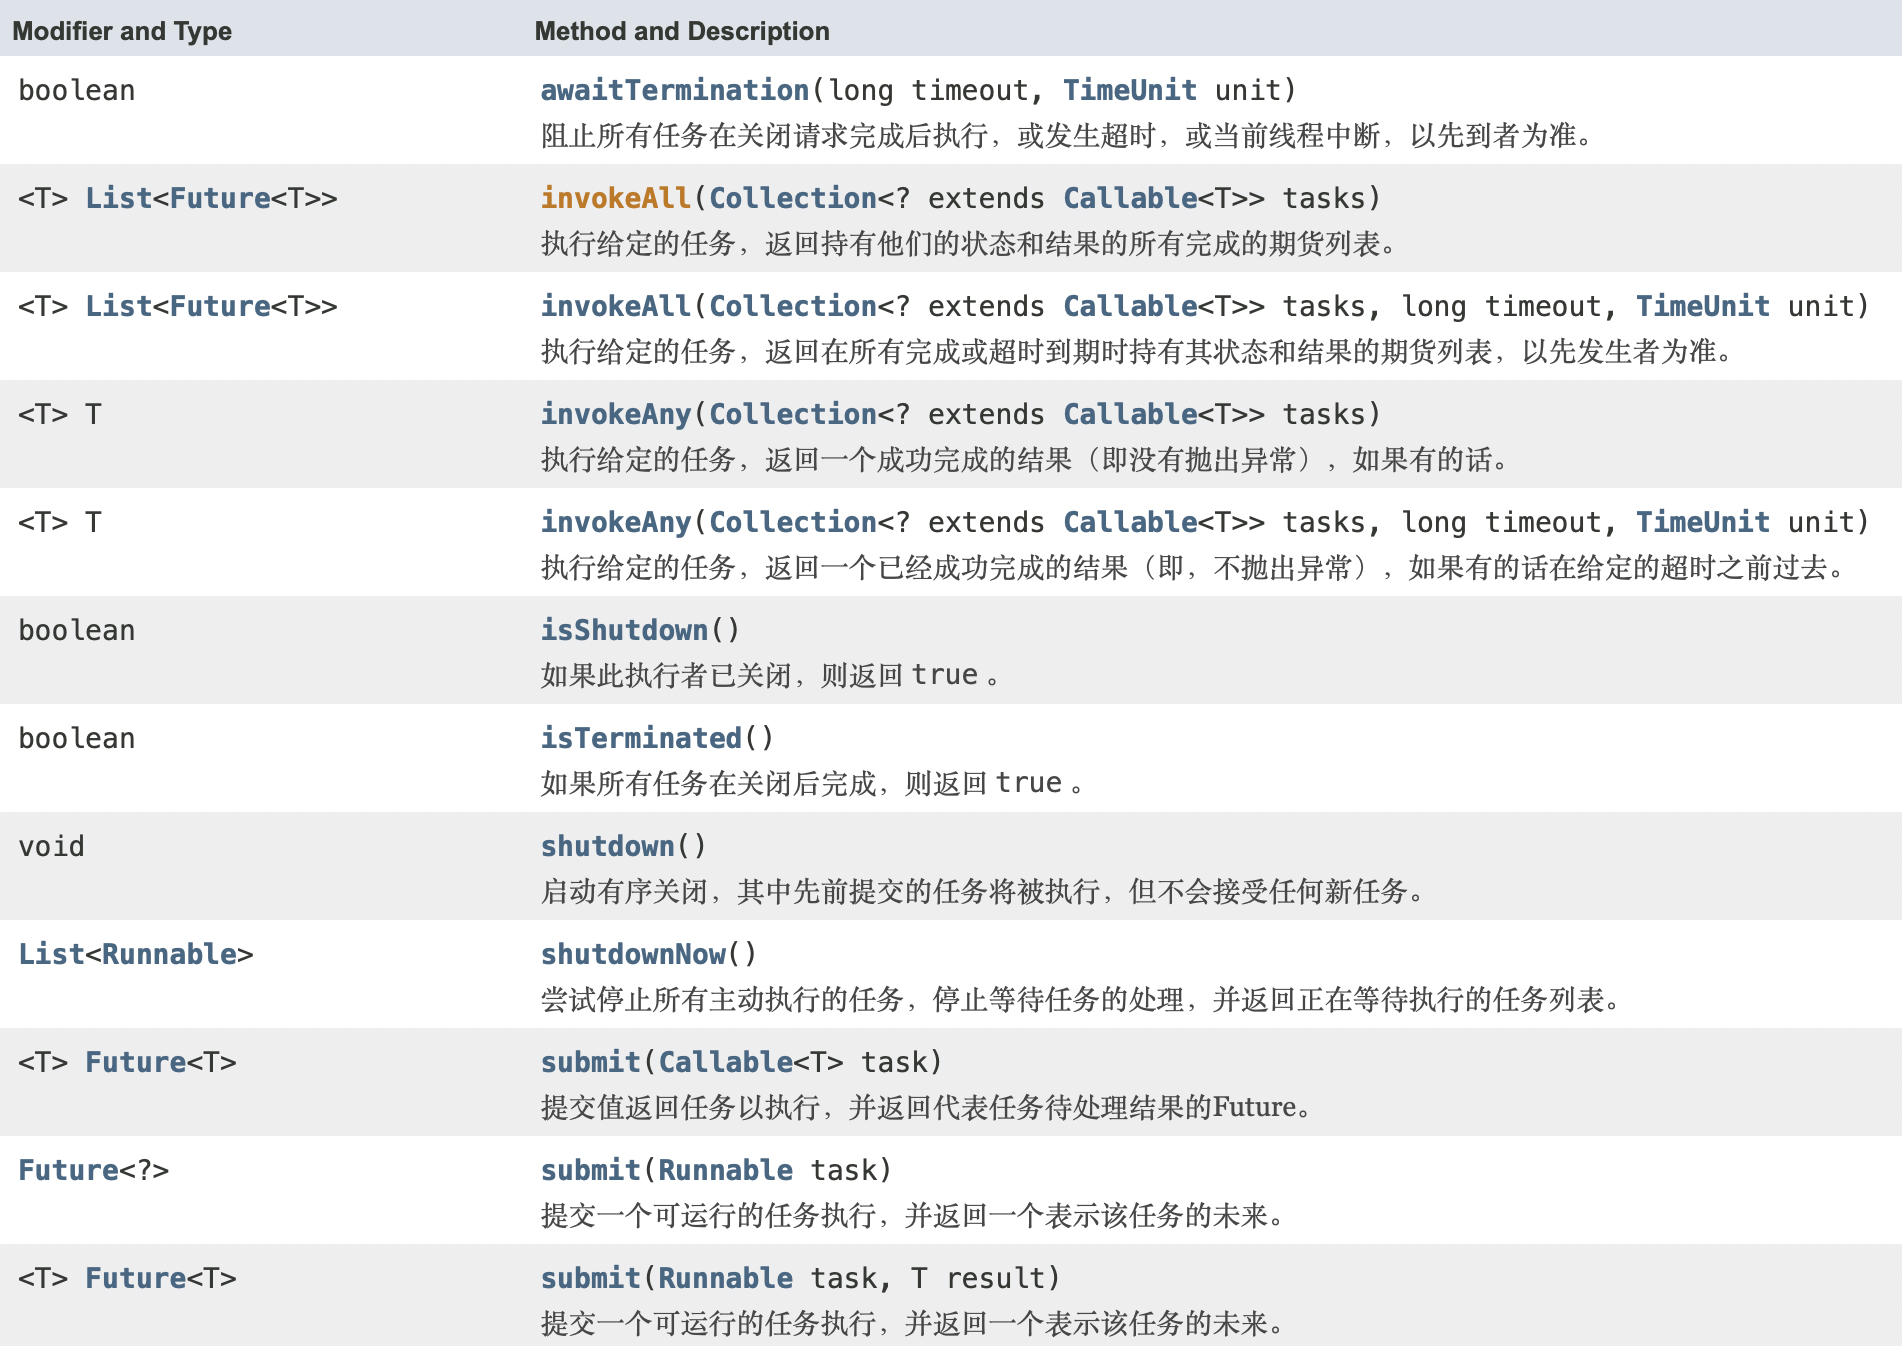 Modifier and Type Method and Description
boolean awaitTermination(long timeout, TimeUnit unit)
阻止所有任务在关闭请求完成后执行，或发生超时，或当前线程中断，以先到者为准。
<T> List<Future<T>> invokeAll(Collection<? extends Callable<T>> tasks)
执行给定的任务，返回持有他们的状态和结果的所有完成的期货列表。
<T> List<Future<T>> invokeAll(Collection<? extends Callable<T>> tasks, long timeout, TimeUnit unit)
执行给定的任务，返回在所有完成或超时到期时持有其状态和结果的期货列表，以先发生者为准。
<T> T invokeAny(Collection<? extends Callable<T>> tasks)
执行给定的任务，返回一个成功完成的结果（即没有抛出异常），如果有的话。
<T> T invokeAny(Collection<? extends Callable<T>> tasks, long timeout, TimeUnit unit)
执行给定的任务，返回一个已经成功完成的结果（即，不抛出异常），如果有的话在给定的超时之前过去。
boolean isShutdown()
如果此执行者已关闭，则返回 true 。
boolean isTerminated()
如果所有任务在关闭后完成，则返回 true 。
void shutdown()
启动有序关闭，其中先前提交的任务将被执行，但不会接受任何新任务。
List<Runnable> shutdownNow()
尝试停止所有主动执行的任务，停止等待任务的处理，并返回正在等待执行的任务列表。
<T> Future<T> submit(Callable<T> task)
提交值返回任务以执行，并返回代表任务待处理结果的Future。
Future<?> submit(Runnable task)
提交一个可运行的任务执行，并返回一个表示该任务的未来。
<T> Future<T> submit(Runnable task, T result)
提交一个可运行的任务执行，并返回一个表示该任务的未来。